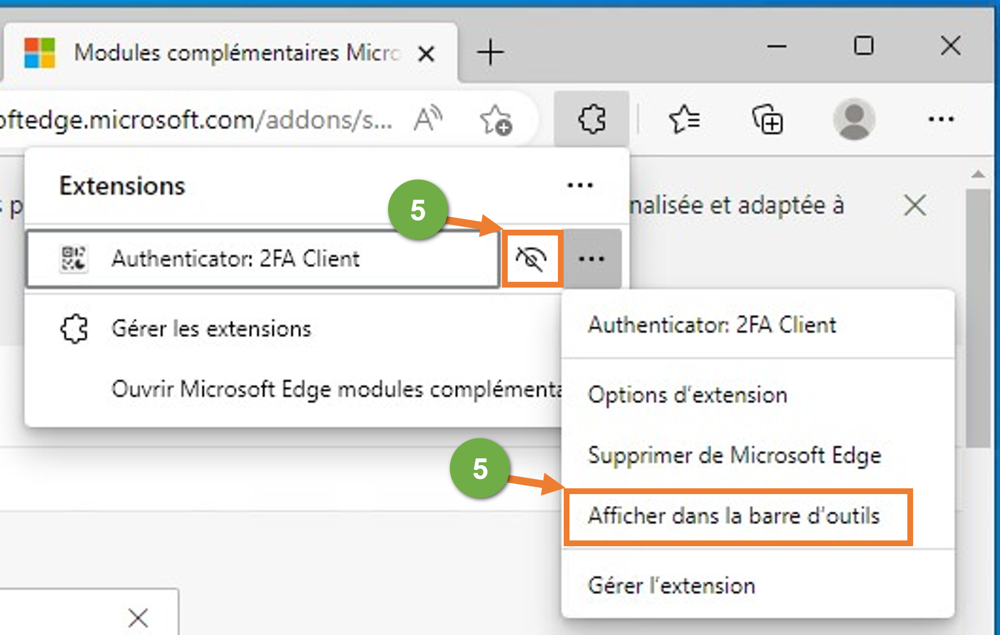 Modules complémentaires Micro
oftedge.microsoft.com/addons/s...
Extensions
5
p
nalisée et adaptée à
Authenticator: 2FA Client
Gérer les extensions
Authenticator: 2FA Client
Ouvrir Microsoft Edge modules complémenta
Options d'extension
Supprimer de Microsoft Edge
5
Afficher dans la barre d'outils
Gérer l'extension